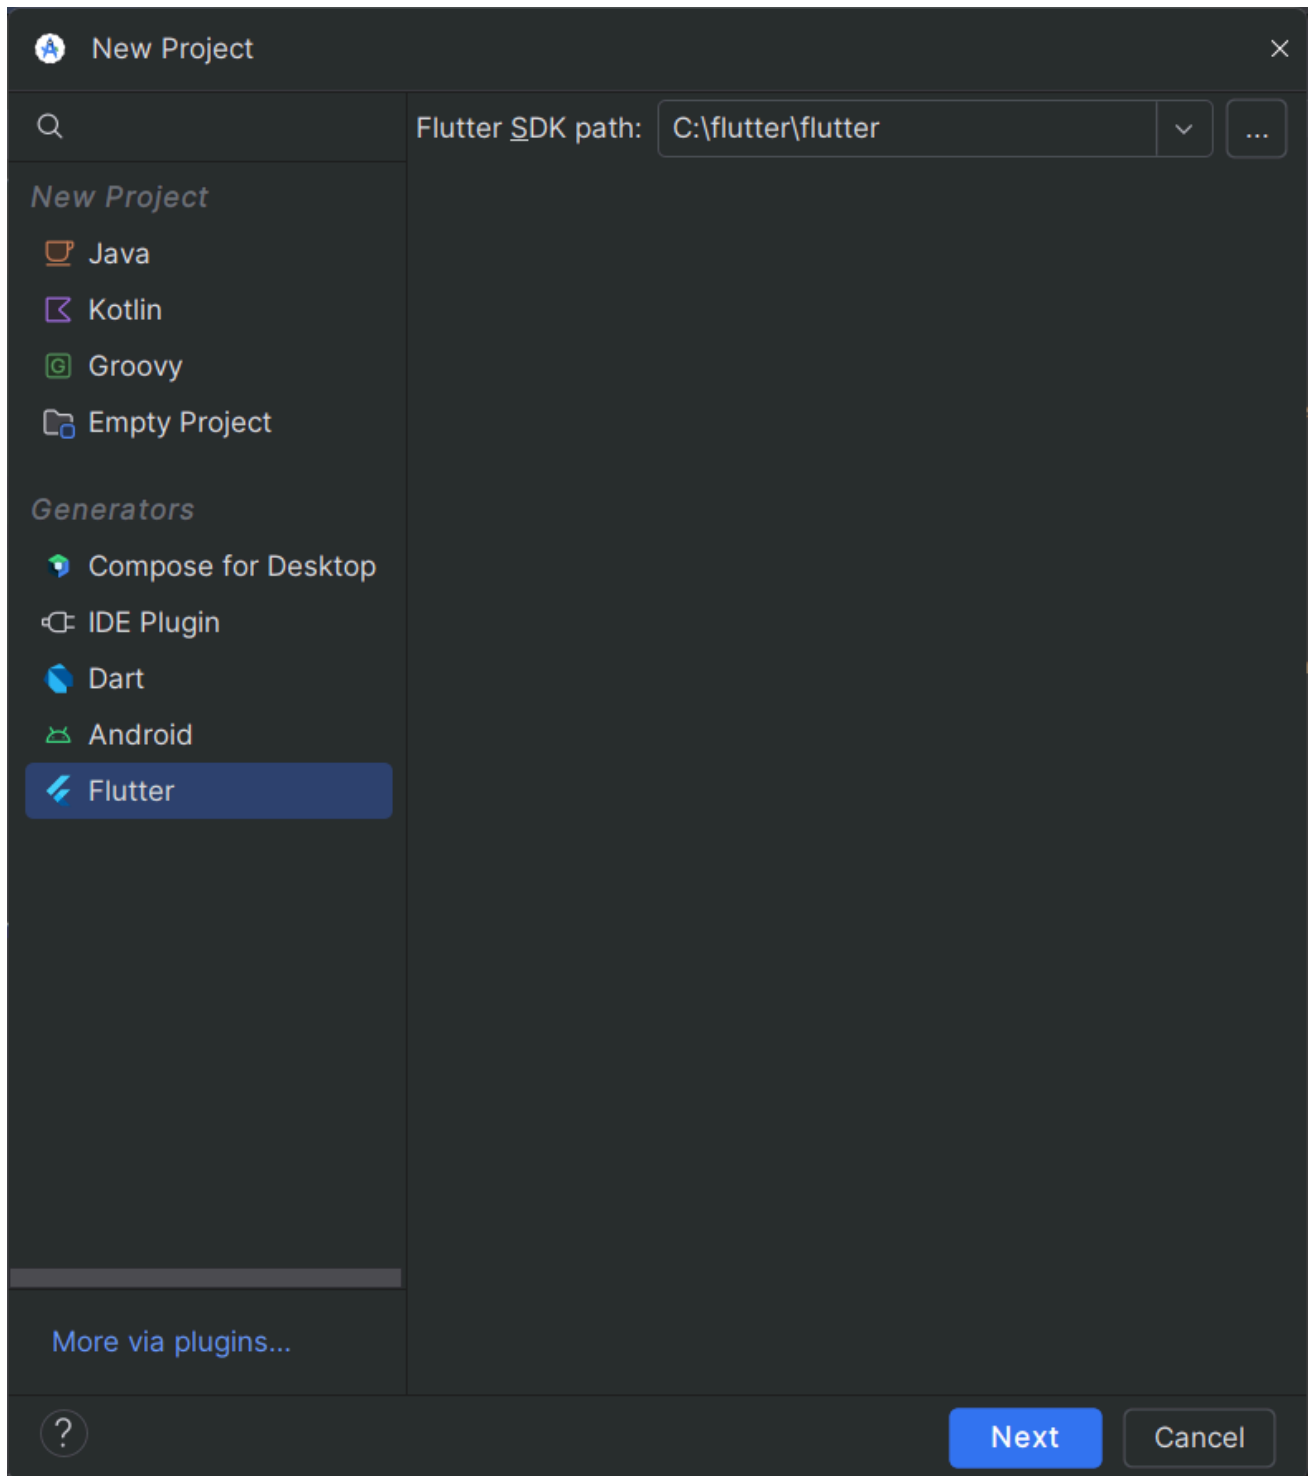 New Project
Flutter SDK path: C:\flutter\flutter ...
New Project
Java
Kotlin
G Groovy
Empty Project
Generators
Compose for Desktop
IDE Plugin
Dart
Android
Flutter
More via plugins...
? Next Cancel